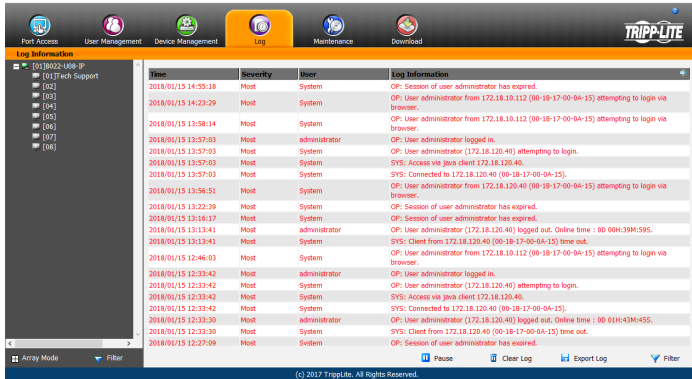 Port Access User Management Device Management Log Maintenance Download TRIPP·LITE
Log Information
[01]B022-U08-IP
[01]Tech Support
[02]
[03]
[04]
[05]
[06]
[07]
[08]
Time Severity User Log Information
2018/01/15 14:55:18 Most System OP: Session of user administrator has expired.
2018/01/15 14:23:29 Most System OP: User administrator from 172.18.10.112 (00-1B-17-00-0A-15) attempting to login via
browser.
2018/01/15 13:58:14 Most System OP: User administrator from 172.18.10.112 (00-1B-17-00-0A-15) attempting to login via
browser.
2018/01/15 13:57:03 Most administrator OP: User administrator logged in.
2018/01/15 13:57:03 Most System OP: User administrator (172.18.120.40) attempting to login.
2018/01/15 13:57:03 Most System SYS: Access via java client 172.18.120.40.
2018/01/15 13:57:03 Most System SYS: Connected to 172.18.120.40 (00-1B-17-00-0A-15).
2018/01/15 13:56:51 Most System OP: User administrator from 172.18.120.40 (00-1B-17-00-0A-15) attempting to login via
browser.
2018/01/15 13:22:39 Most System OP: Session of user administrator has expired.
2018/01/15 13:16:17 Most System OP: Session of user administrator has expired.
2018/01/15 13:13:41 Most administrator OP: User administrator (172.18.120.40) logged out. Online time : 0D 00H:39M:59S.
2018/01/15 13:13:41 Most System SYS: Client from 172.18.120.40 (00-1B-17-00-0A-15) time out.
2018/01/15 12:46:03 Most System OP: User administrator from 172.18.10.112 (00-1B-17-00-0A-15) attempting to login via
browser.
2018/01/15 12:33:42 Most administrator OP: User administrator logged in.
2018/01/15 12:33:42 Most System OP: User administrator (172.18.120.40) attempting to login.
2018/01/15 12:33:42 Most System SYS: Access via java client 172.18.120.40.
2018/01/15 12:33:42 Most System SYS: Connected to 172.18.120.40 (00-1B-17-00-0A-15).
2018/01/15 12:33:30 Most administrator OP: User administrator (172.18.120.40) logged out. Online time : 0D 01H:43M:45S.
2018/01/15 12:33:30 Most System SYS: Client from 172.18.120.40 (00-1B-17-00-0A-15) time out.
2018/01/15 12:27:09 Most System OP: Session of user administrator has expired.
Array Mode Filter Pause Clear Log Export Log Filter
(c) 2017 TrippLite. All Rights Reserved.